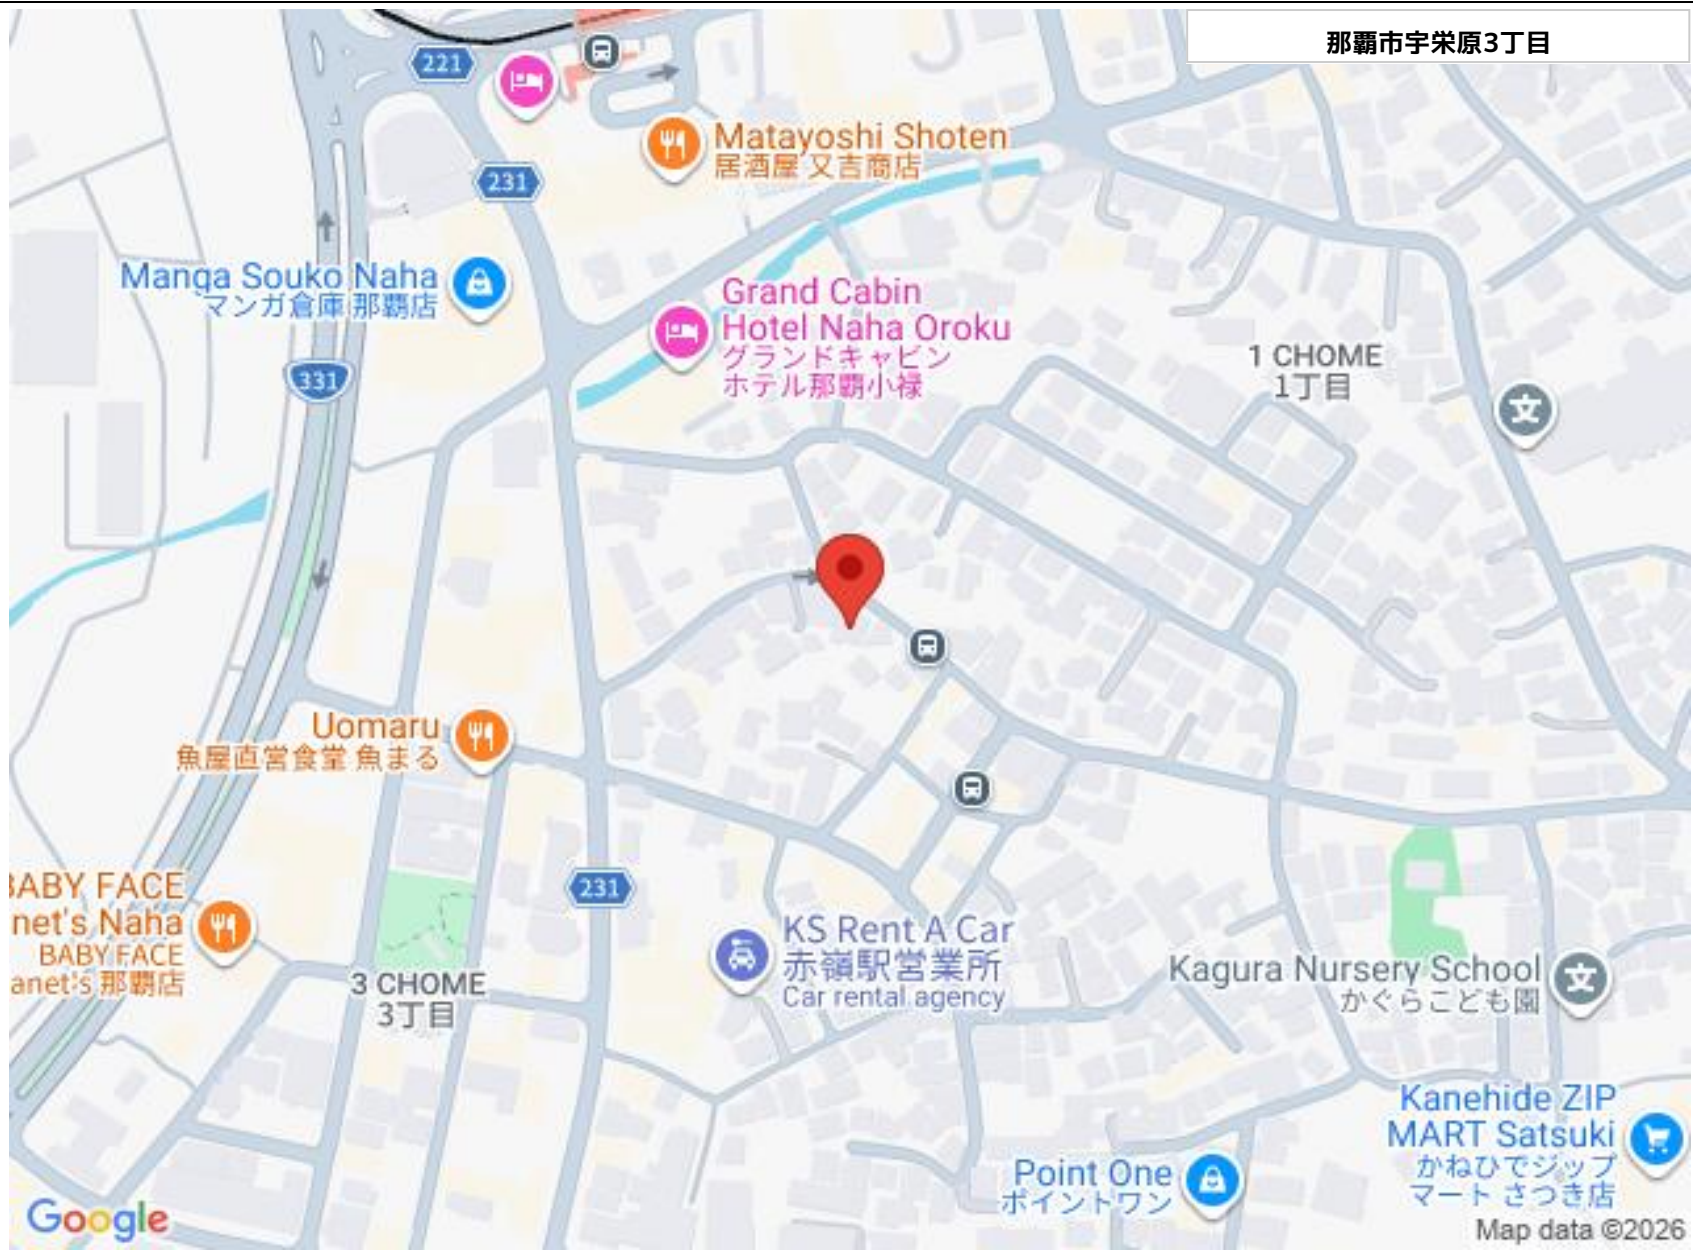 那覇市宇栄原3丁目
221
Matayoshi Shoten
居酒屋 又吉商店
231
Manga Souko Naha
マンガ倉庫 那覇店
Grand Cabin
Hotel Naha Oroku
グランドキャビン
ホテル那覇小禄
331
1 CHOME
1丁目
文
Uomaru
魚屋直営食堂 魚まる
BABY FACE
net's Naha
BABY FACE
anet's 那覇店
231
KS Rent A Car
赤嶺駅営業所
Car rental agency
3 CHOME
3丁目
Kagura Nursery School
かぐらこども園
文
Kanehide ZIP
MART Satsuki
かねひでジップ
マート さつき店
Point One
ポイントワン
Google
Map data ©2026